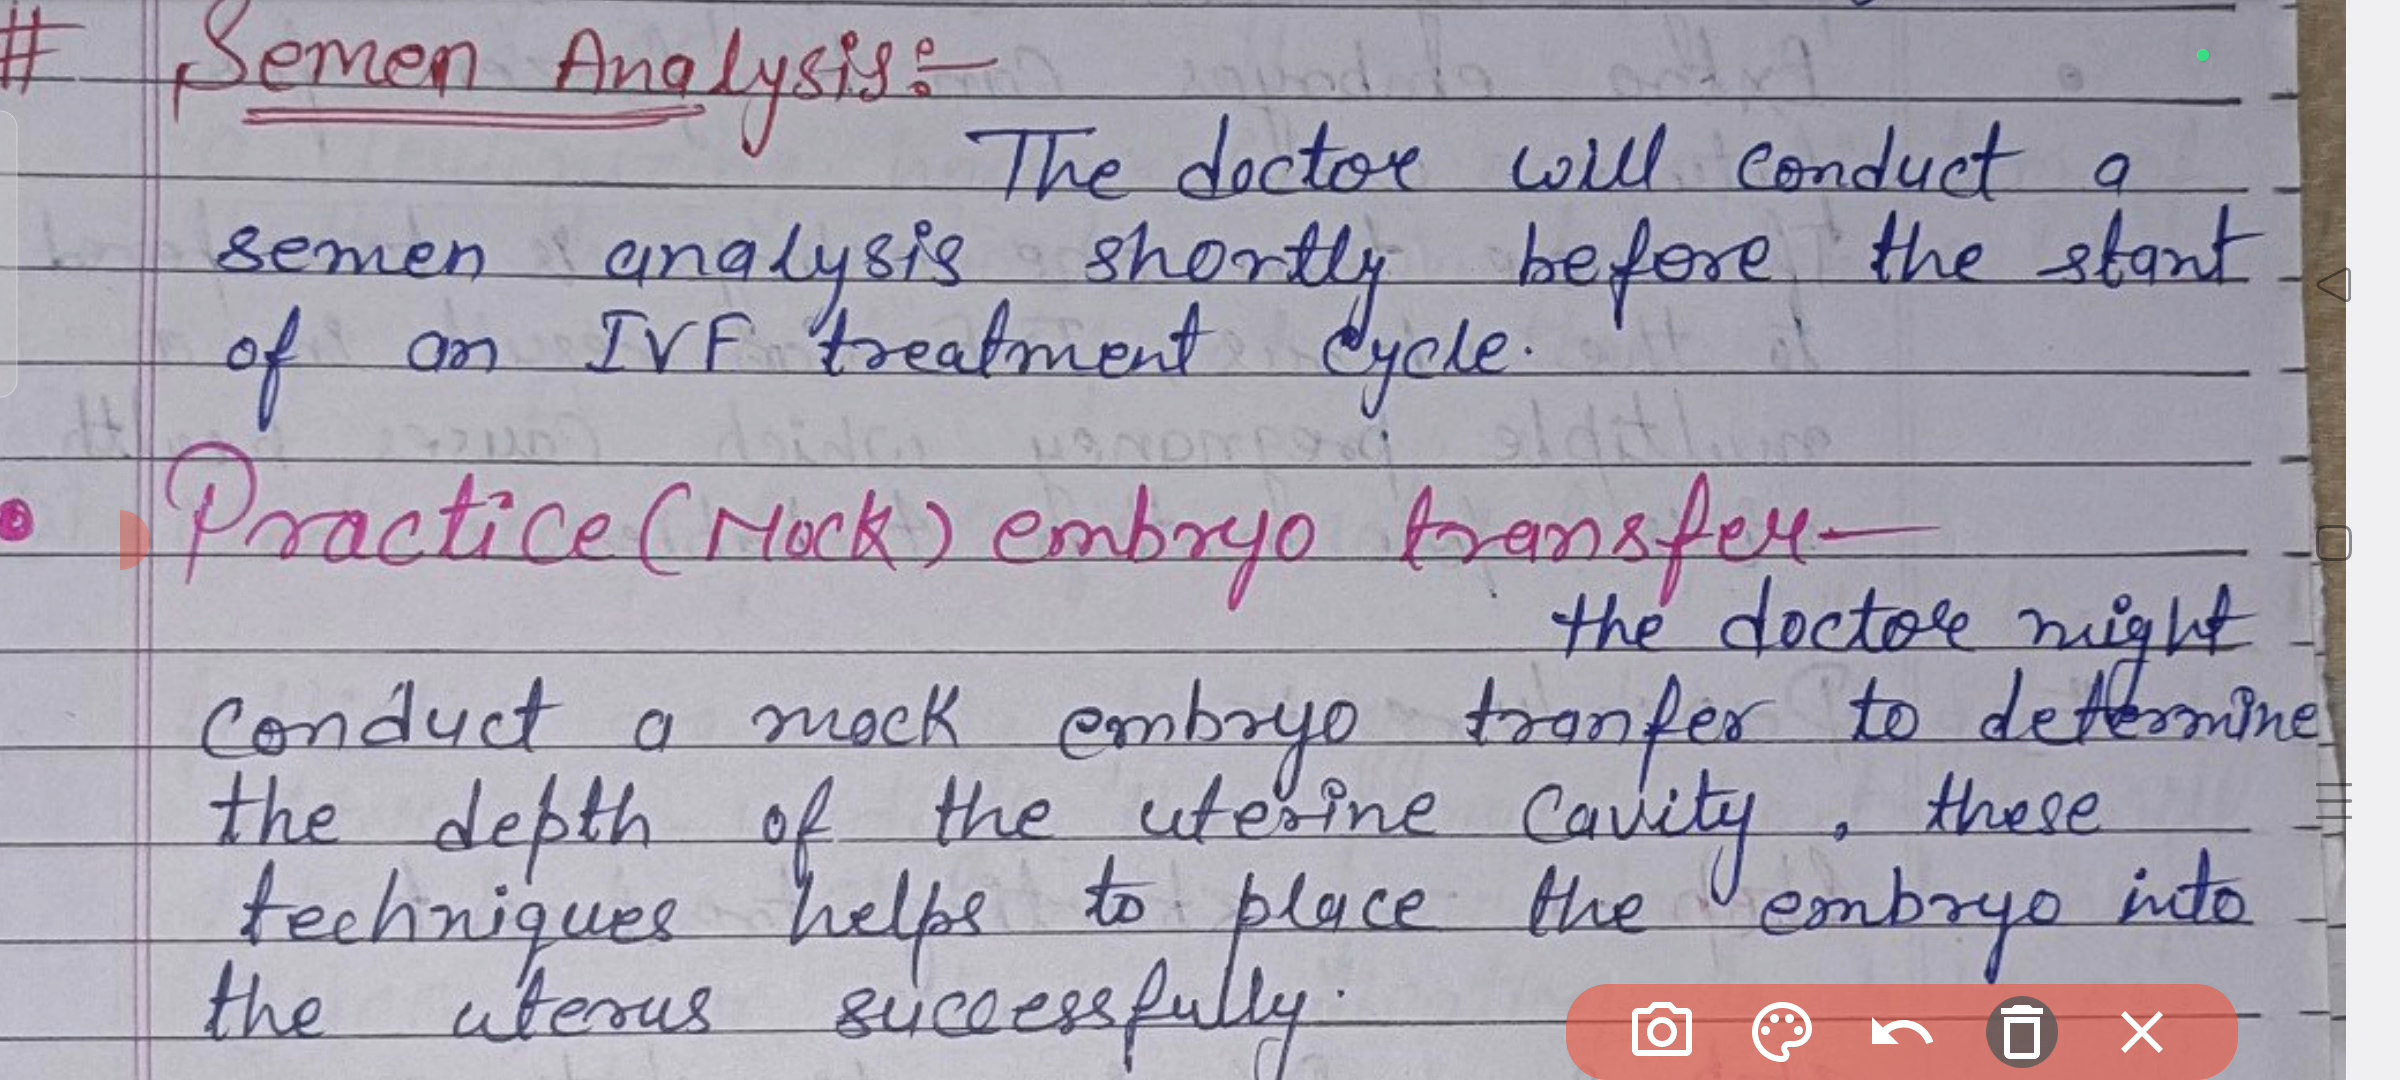 # Semen Analysis:-
The doctor will conduct a
semen analysis shortly before the start
of an IVF treatment cycle.
• Practice (Mock) embryo transfer—
the doctor might
conduct a mock embryo tranfer to determine
the depth of the uterine cavity, these
techniques helps to place the embryo into
the uterus successfully.